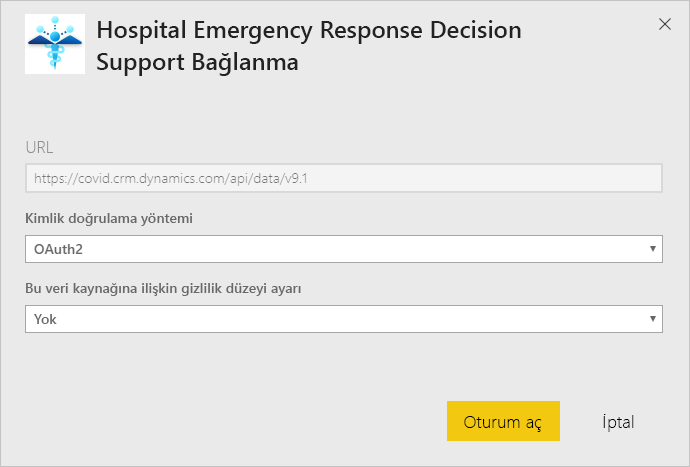 Hospital Emergency Response Decision
Support Bağlanma
URL
https://covid.crm.dynamics.com/api/data/v9.1
Kimlik doğrulama yöntemi
OAuth2
Bu veri kaynağına ilişkin gizlilik düzeyi ayarı
Yok
Oturum aç
İptal